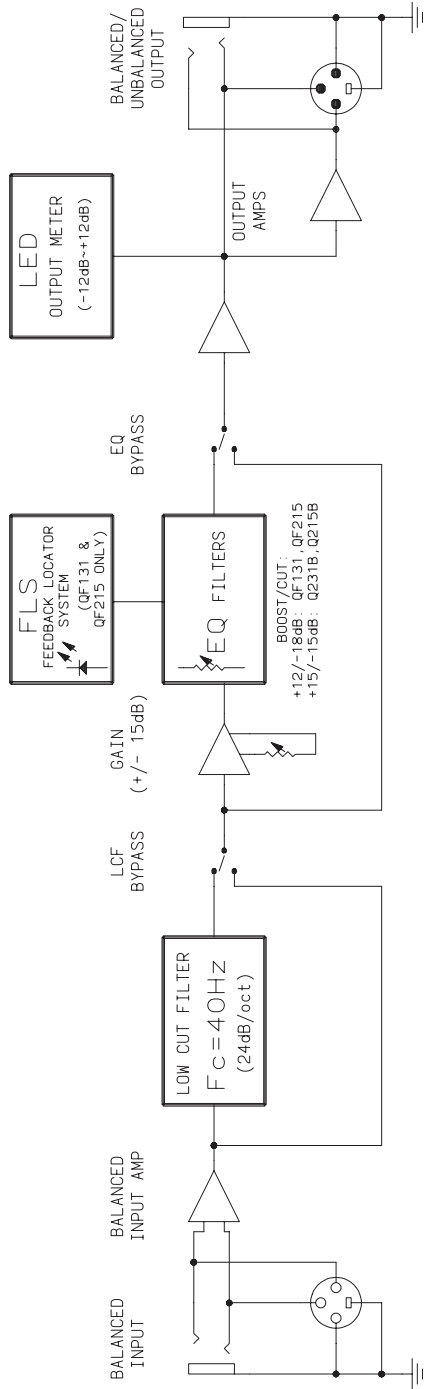 BALANCED
INPUT
BALANCED
INPUT AMP
LOW CUT FILTER
Fc=40Hz
(24dB/oct)
LCF
BYPASS
GAIN
(+/- 15dB)
FLS
FEEDBACK LOCATOR
SYSTEM
(QF131 &
QF215 ONLY)
EQ FILTERS
BOOST/CUT:
+12/-18dB: QF131,QF215
+15/-15dB: Q231B,Q215B
EQ
BYPASS
LED
OUTPUT METER
(-12dB~+12dB)
OUTPUT
AMPS
BALANCED/
UNBALANCED
OUTPUT